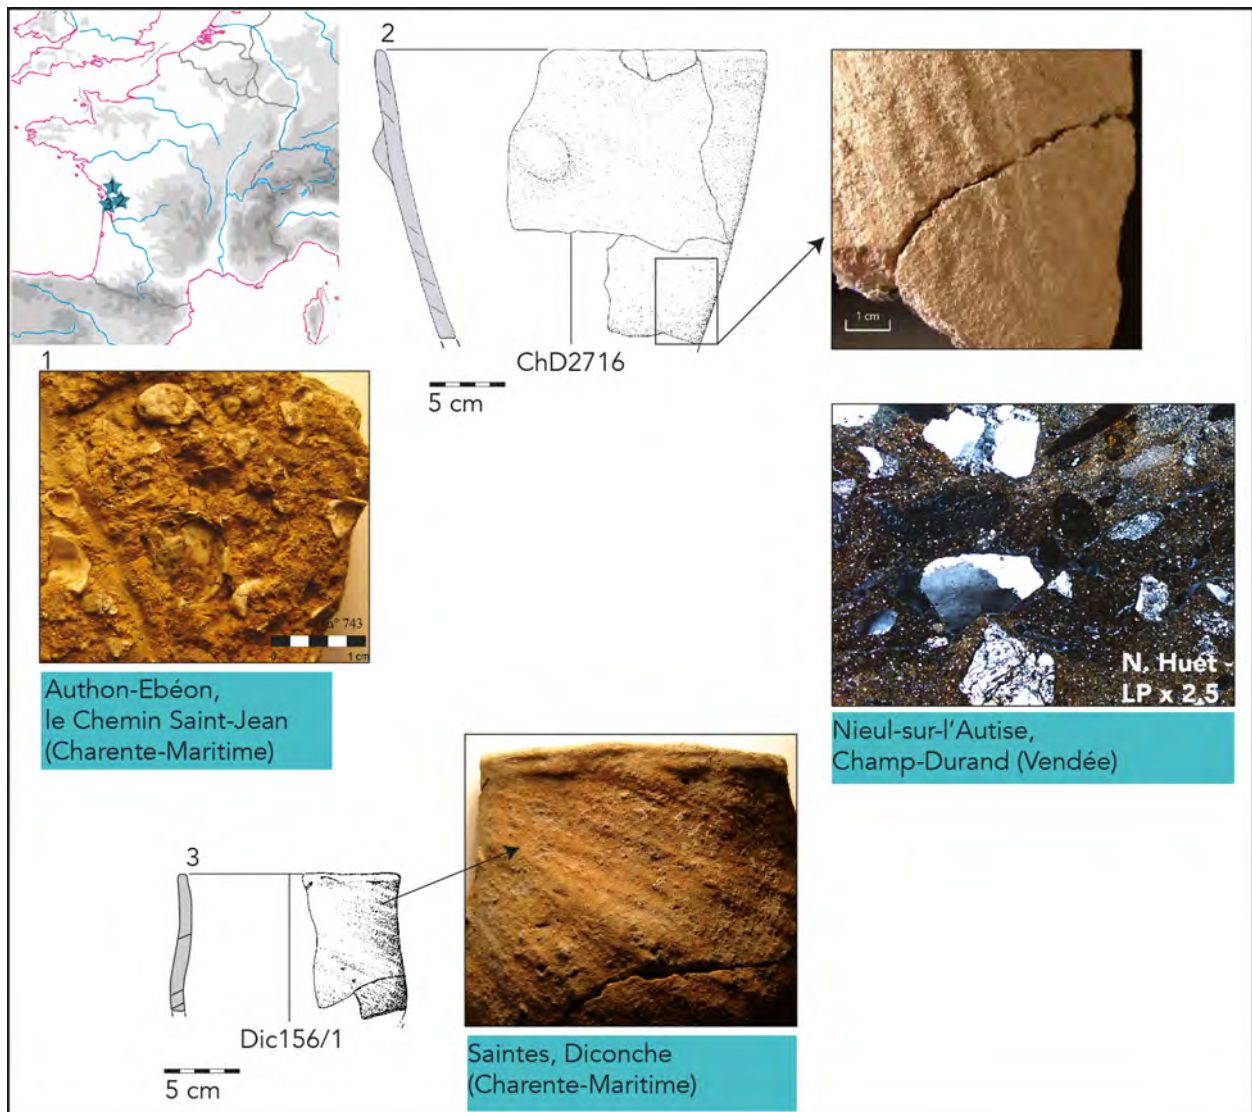 2
1 cm
ChD2716
5 cm
1
n° 743
0
1 cm
Authon-Ebéon,
le Chemin Saint-Jean
(Charente-Maritime)
N. Huet -
LP x 2,5
Nieul-sur-l'Autise,
Champ-Durand (Vendée)
3
Dic156/1
5 cm
Saintes, Diconche
(Charente-Maritime)